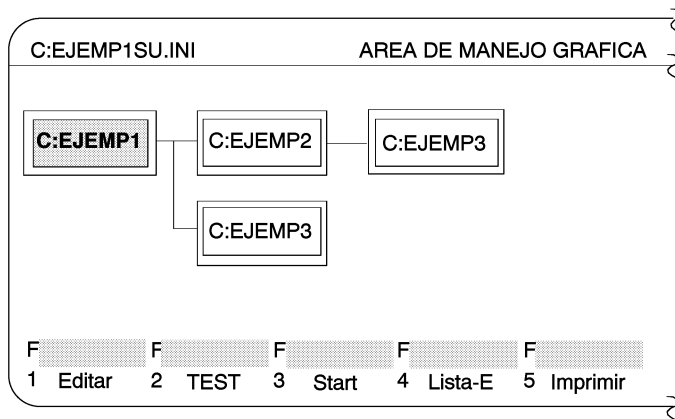 C:EJEMP1SU.INI AREA DE MANEJO GRAFICA
C:EJEMP1 C:EJEMP2 C:EJEMP3
C:EJEMP3
F F F F F
1 Editar 2 TEST 3 Start 4 Lista-E 5 Imprimir